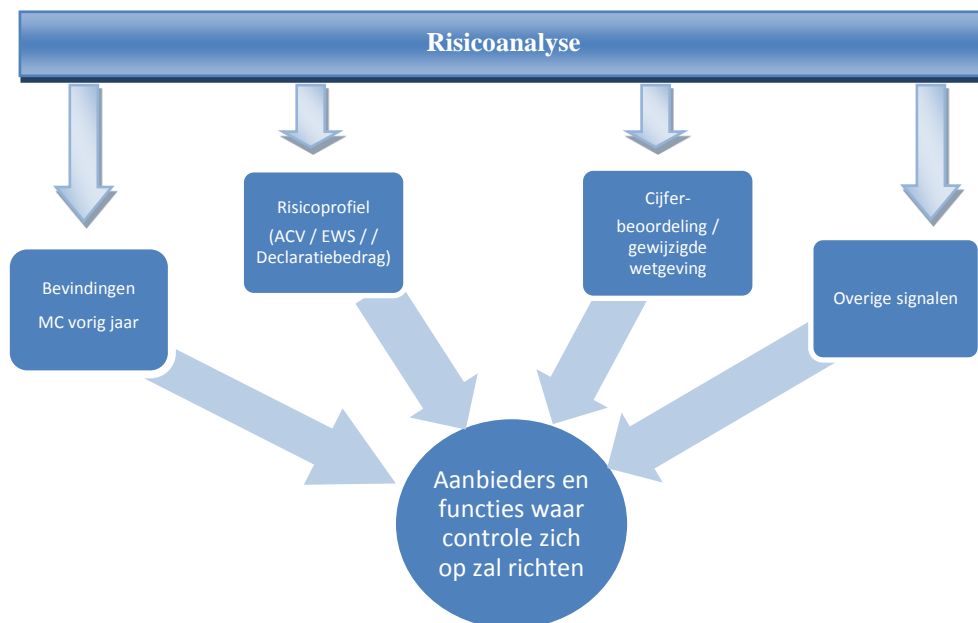 Risicoanalyse
Bevindingen
MC vorig jaar
Risicoprofiel
(ACV / EWS / /
Declaratiebedrag)
Cijfer-
beoordeling /
gewijzigde
wetgeving
Overige signalen
Aanbieders en
functies waar
controle zich
op zal richten